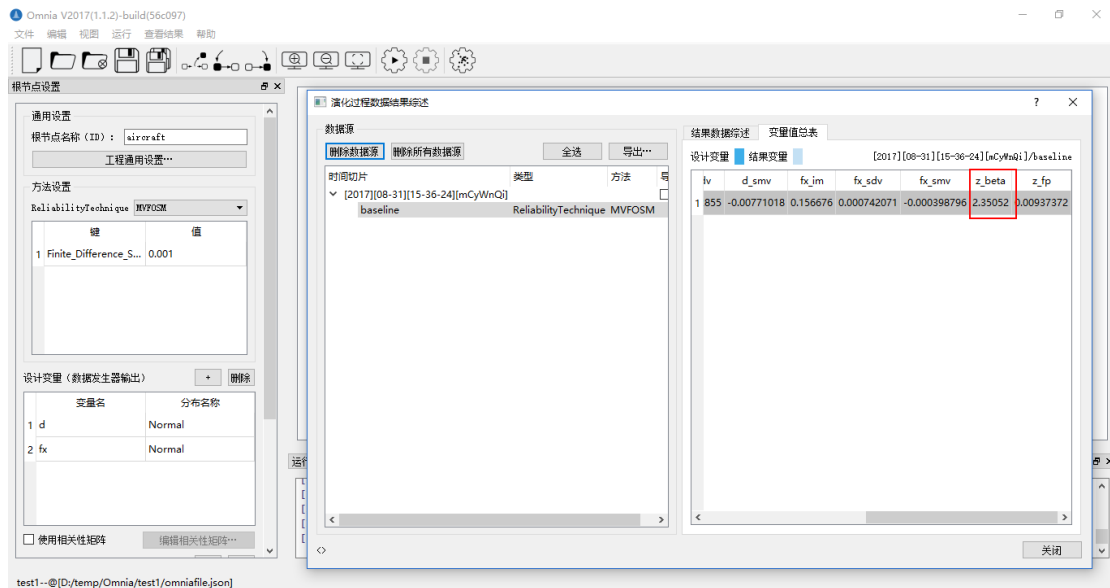 Omnia V2017(1.1.2)-build(56c097)
文件 编辑 视图 运行 查看结果 帮助
根节点设置
通用设置
根节点名称（ID）： aircraft
工程通用设置…
方法设置
ReliabilityTechnique MVFOSM
键 值
1 Finite_Difference_S... 0.001
设计变量（数据发生器输出） + 删除
变量名 分布名称
1 d Normal
2 fx Normal
使用相关性矩阵 编辑相关性矩阵…
test1--@[D:/temp/Omnia/test1/omniafile.json]
演化过程数据结果综述 ?
数据源
删除数据源 删除所有数据源 全选 导出…
时间切片 类型 方法
[2017][08-31][15-36-24][mCyWnQi]
baseline ReliabilityTechnique MVFOSM
结果数据综述 变量值总表
设计变量 结果变量 [2017][08-31][15-36-24][mCyWnQi]/baseline
d_smv fx_im fx_sdv fx_smv z_beta z_fp
1 855 -0.00771018 0.156676 0.000742071 -0.000398796 2.35052 0.00937372
关闭